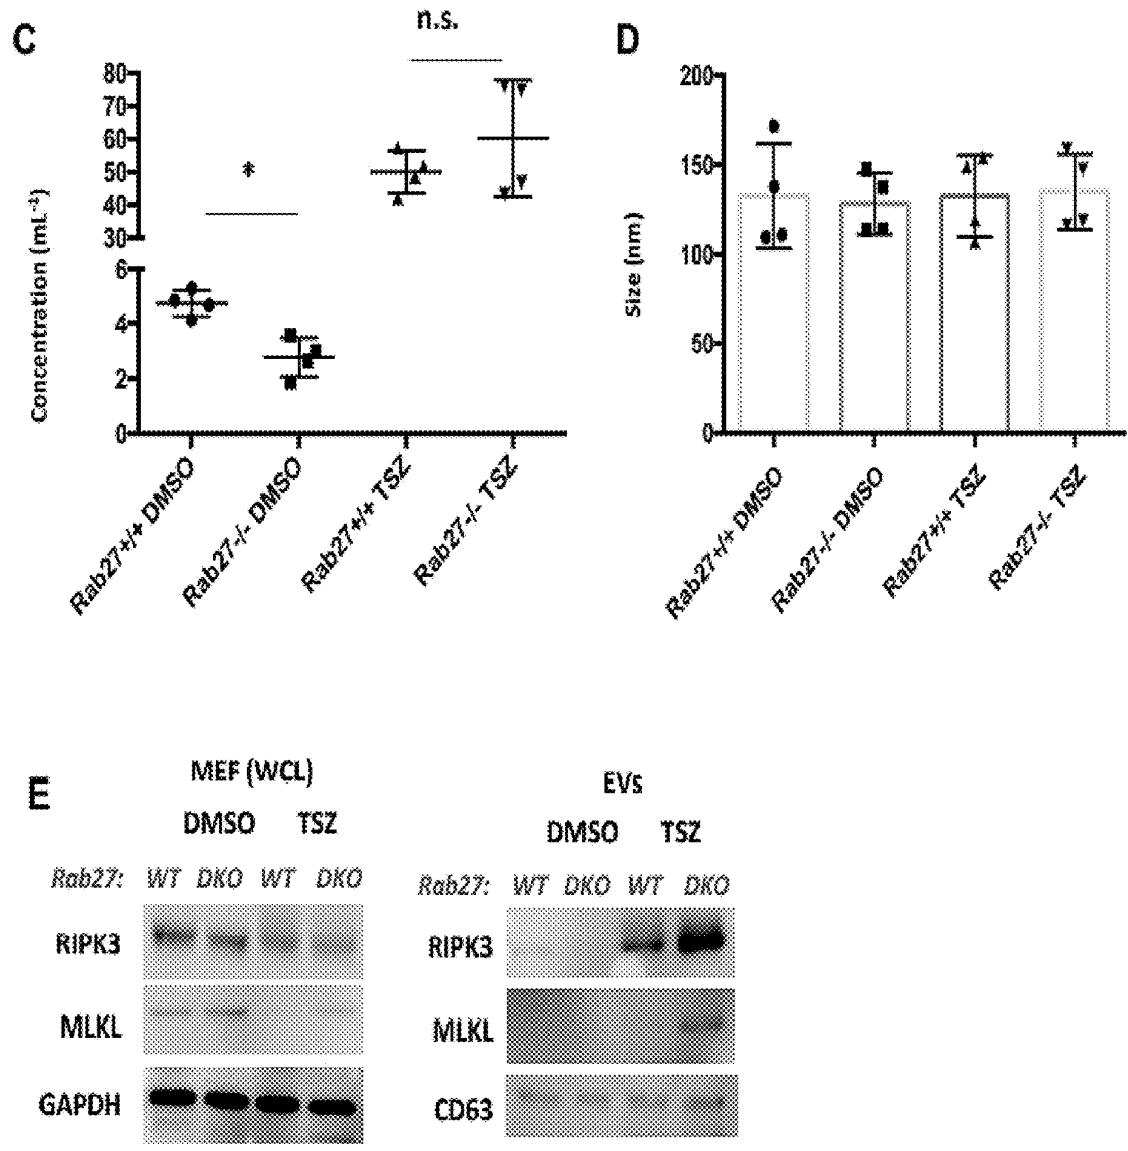 C
n.s.
80
70
60
50
40
30
*
6
4
2
0
Concentration (mL⁻¹)
Rab27+/+ DMSO
Rab27-/- DMSO
Rab27+/+ TSZ
Rab27-/- TSZ
D
200
150
100
50
0
Size (nm)
Rab27+/+ DMSO
Rab27-/- DMSO
Rab27+/+ TSZ
Rab27-/- TSZ
E
MEF (WCL)
DMSO TSZ
Rab27: WT DKO WT DKO
RIPK3
MLKL
GAPDH
EVs
DMSO TSZ
Rab27: WT DKO WT DKO
RIPK3
MLKL
CD63